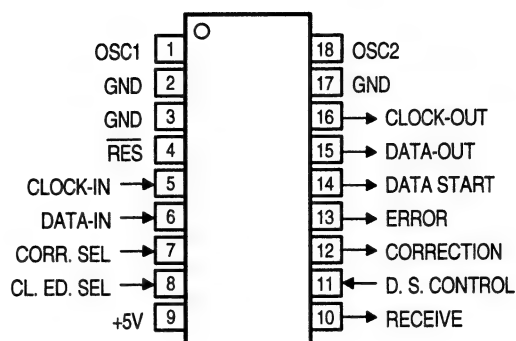 OSC1 1
GND 2
GND 3
RES 4
CLOCK-IN 5
DATA-IN 6
CORR. SEL 7
CL. ED. SEL 8
+5V 9
18 OSC2
17 GND
16 CLOCK-OUT
15 DATA-OUT
14 DATA START
13 ERROR
12 CORRECTION
11 D. S. CONTROL
10 RECEIVE